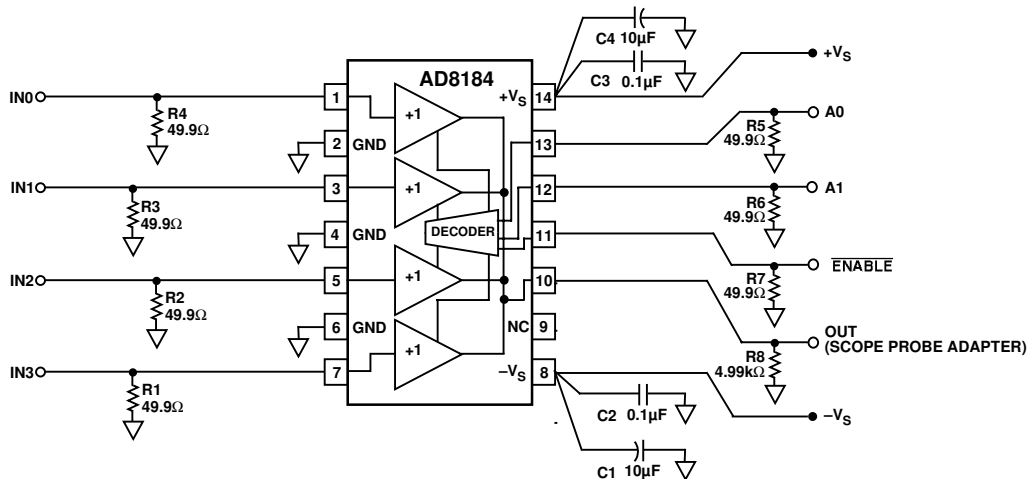 C4 10µF
+VS
AD8184
C3 0.1µF
IN0
1
+1
+VS
14
A0
R4
49.9Ω
2
GND
13
R5
49.9Ω
IN1
3
+1
12
A1
R3
49.9Ω
DECODER
R6
49.9Ω
4
GND
11
ENABLE
IN2
5
+1
10
R7
49.9Ω
R2
49.9Ω
6
GND
NC
9
OUT
(SCOPE PROBE ADAPTER)
+1
IN3
7
–VS
8
R8
4.99kΩ
R1
49.9Ω
C2 0.1µF
–VS
C1 10µF